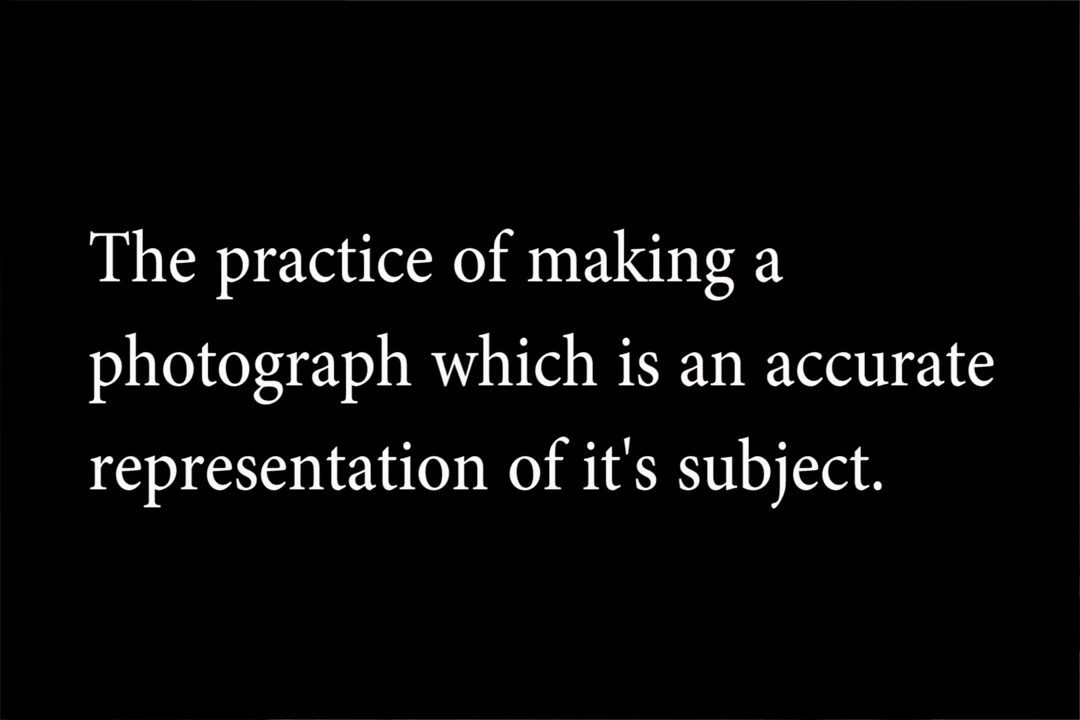 The practice of making a
photograph which is an accurate
representation of it's subject.